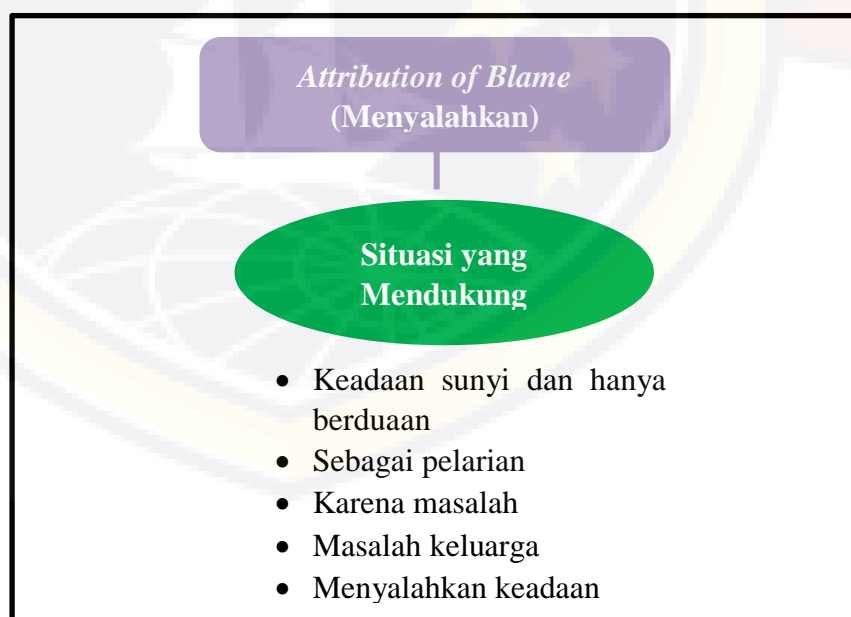 Attribution of Blame
(Menyalahkan)
Situasi yang
Mendukung
• Keadaan sunyi dan hanya
berduaan
• Sebagai pelarian
• Karena masalah
• Masalah keluarga
• Menyalahkan keadaan